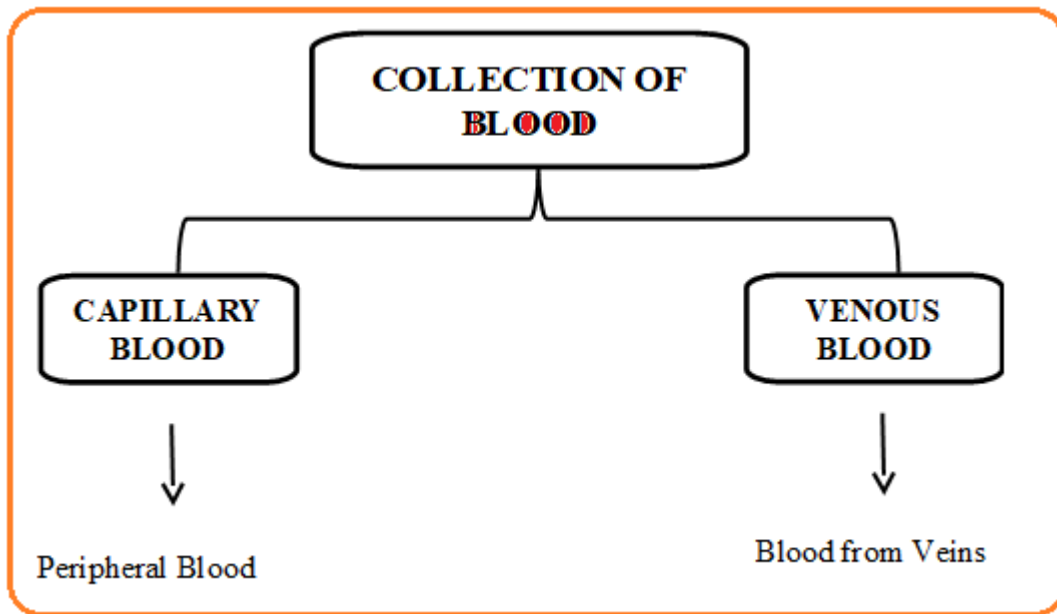 COLLECTION OF
BLOOD
CAPILLARY
BLOOD
VENOUS
BLOOD
Peripheral Blood
Blood from Veins